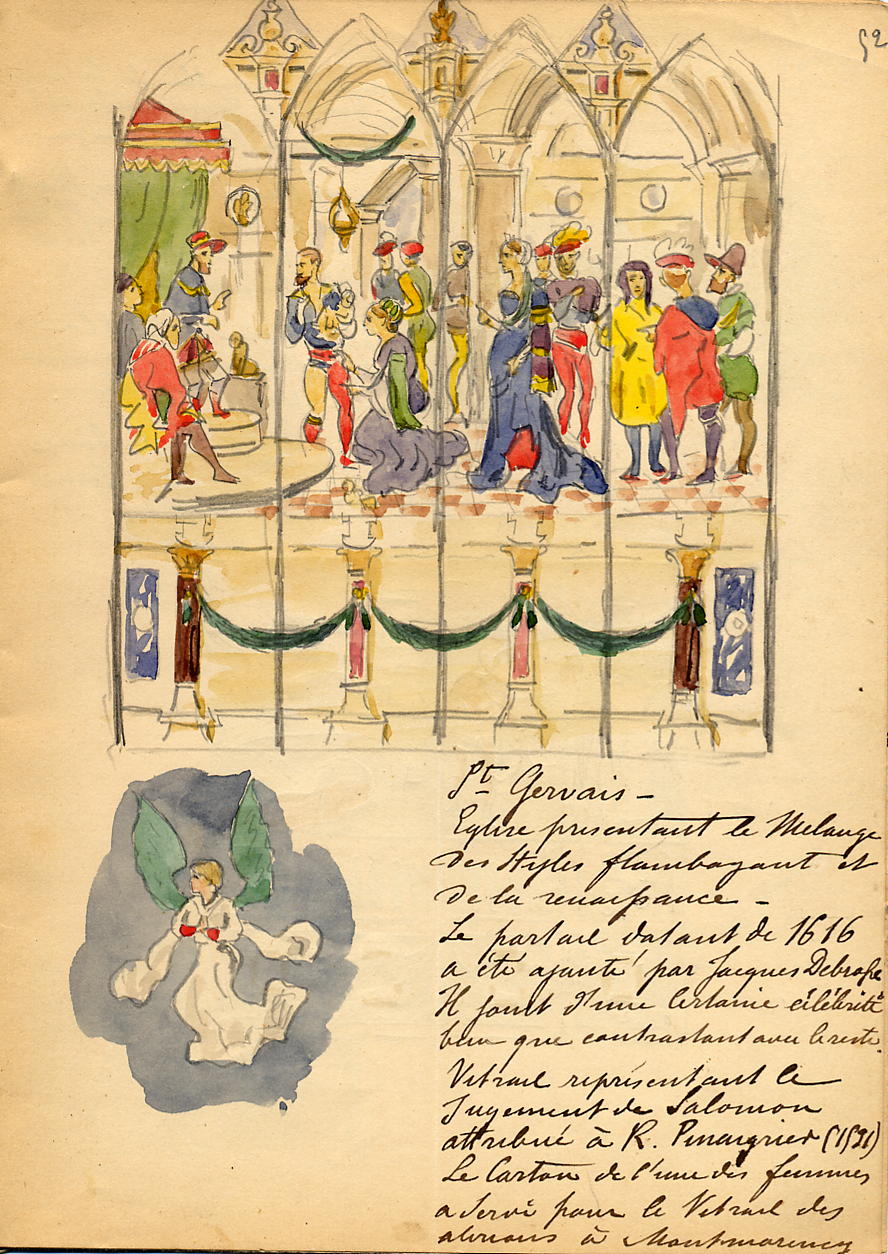 52
St Gervais -
Eglise presentant le Melange
des Styles flamboyant et
de la renaissance -
Le portail datant de 1616
a été ajouté par Jacques Debrosse
Il jouit d'une certaine célébrité
bien que contrastant avec le reste.
Vitrail représentant le
Jugement de Salomon
attribué à R. Pinaigrier (1531)
Le Carton de l'une des femmes
a servi pour le Vitrail des
alerions à Montmorency